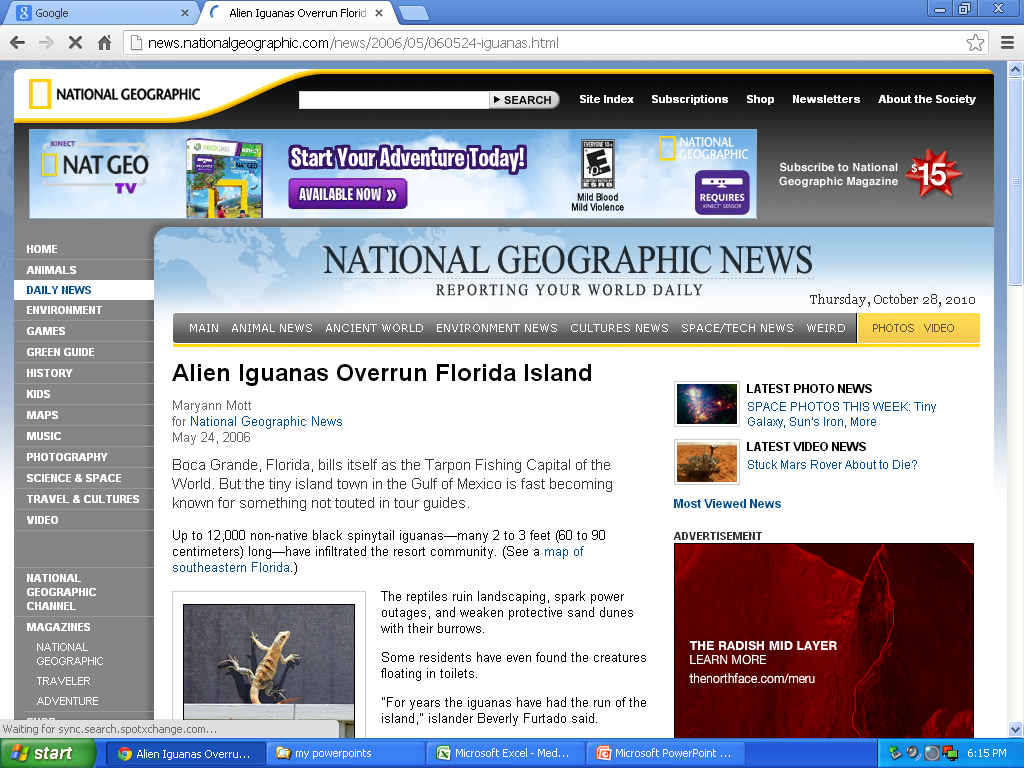 Google
Alien Iguanas Overrun Florid
news.nationalgeographic.com/news/2006/05/060524-iguanas.html
NATIONAL GEOGRAPHIC
SEARCH
Site Index Subscriptions Shop Newsletters About the Society
KINECT
NAT GEO
TV
Start Your Adventure Today!
AVAILABLE NOW
EVERYONE 10+
E
ESRB
Mild Blood
Mild Violence
NATIONAL
GEOGRAPHIC
REQUIRES
KINECT SENSOR
Subscribe to National
Geographic Magazine
$15
HOME
ANIMALS
DAILY NEWS
ENVIRONMENT
GAMES
GREEN GUIDE
HISTORY
KIDS
MAPS
MUSIC
PHOTOGRAPHY
SCIENCE & SPACE
TRAVEL & CULTURES
VIDEO
NATIONAL
GEOGRAPHIC
CHANNEL
MAGAZINES
NATIONAL
GEOGRAPHIC
TRAVELER
ADVENTURE
NATIONAL GEOGRAPHIC NEWS
REPORTING YOUR WORLD DAILY
Thursday, October 28, 2010
MAIN ANIMAL NEWS ANCIENT WORLD ENVIRONMENT NEWS CULTURES NEWS SPACE/TECH NEWS WEIRD PHOTOS VIDEO
Alien Iguanas Overrun Florida Island
Maryann Mott
for National Geographic News
May 24, 2006
Boca Grande, Florida, bills itself as the Tarpon Fishing Capital of the
World. But the tiny island town in the Gulf of Mexico is fast becoming
known for something not touted in tour guides.
Up to 12,000 non-native black spinytail iguanas—many 2 to 3 feet (60 to 90
centimeters) long—have infiltrated the resort community. (See a map of
southeastern Florida.)
The reptiles ruin landscaping, spark power
outages, and weaken protective sand dunes
with their burrows.
Some residents have even found the creatures
floating in toilets.
"For years the iguanas have had the run of the
island," islander Beverly Furtado said.
LATEST PHOTO NEWS
SPACE PHOTOS THIS WEEK: Tiny
Galaxy, Sun's Iron, More
LATEST VIDEO NEWS
Stuck Mars Rover About to Die?
Most Viewed News
ADVERTISEMENT
THE RADISH MID LAYER
LEARN MORE
thenorthface.com/meru
Waiting for sync.search.spotxchange.com...
start
Alien Iguanas Overru...
my powerpoints
Microsoft Excel - Med...
Microsoft PowerPoint ...
6:15 PM